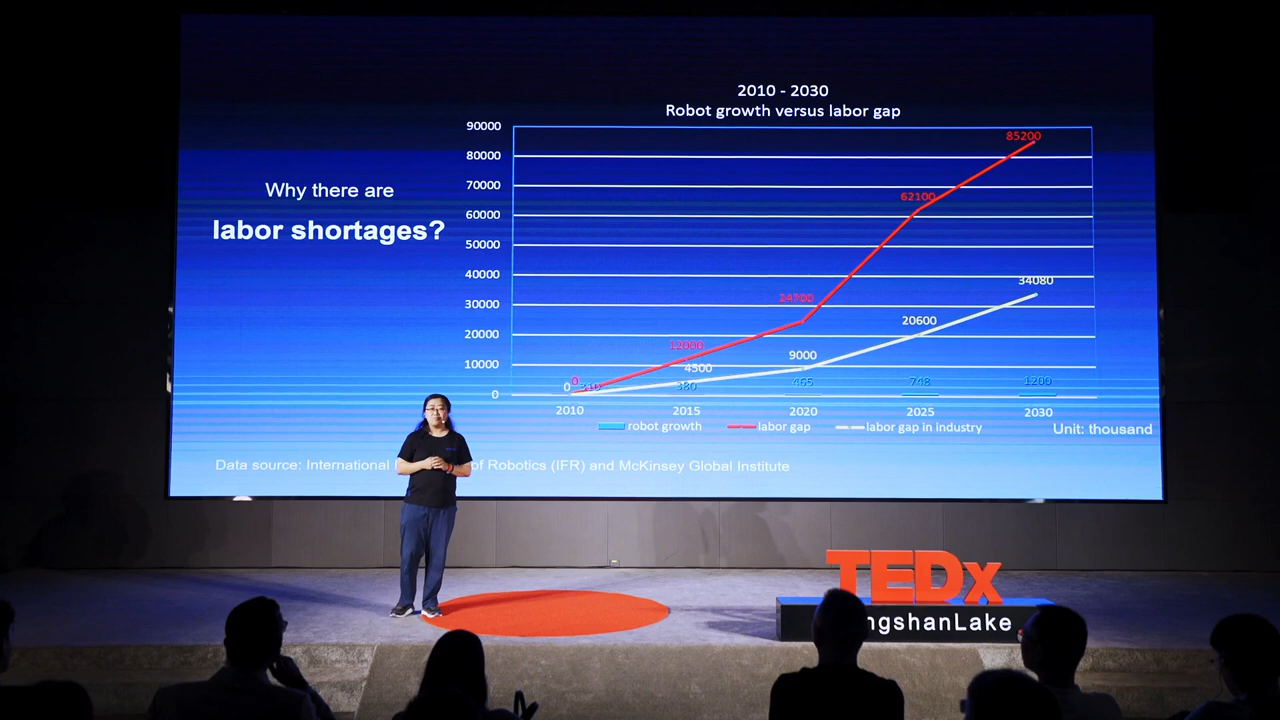 2010 - 2030
Robot growth versus labor gap
Why there are
labor shortages?
90000
80000
70000
60000
50000
40000
30000
20000
10000
0
85200
62100
34080
24700
20600
12000
9000
4500
0
0
310
380
465
748
1200
2010 2015 2020 2025 2030
robot growth labor gap labor gap in industry
Unit: thousand
Data source: International of Robotics (IFR) and McKinsey Global Institute
TEDx
ngshanLake